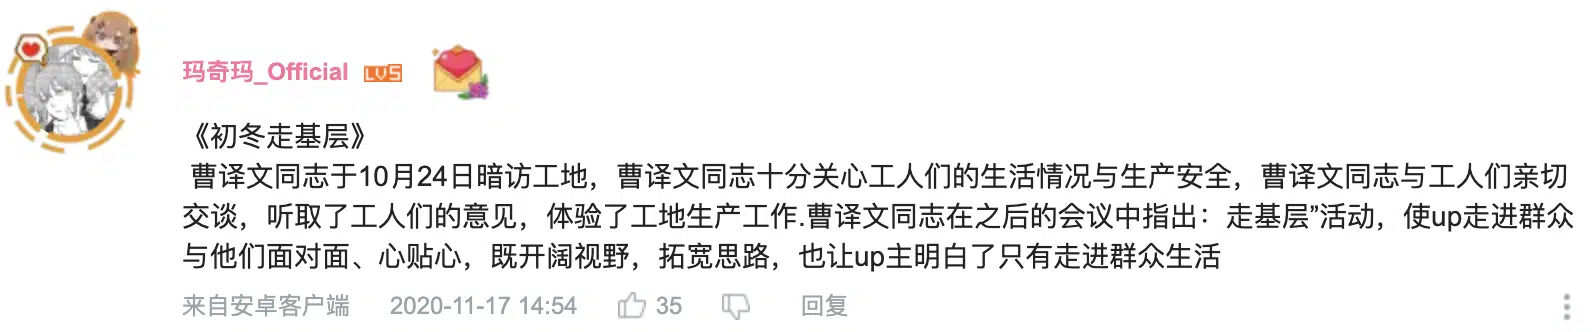 玛奇玛_Official LV5
《初冬走基层》
曹译文同志于10月24日暗访工地，曹译文同志十分关心工人们的生活情况与生产安全，曹译文同志与工人们亲切
交谈，听取了工人们的意见，体验了工地生产工作.曹译文同志在之后的会议中指出：走基层”活动，使up走进群众
与他们面对面、心贴心，既开阔视野，拓宽思路，也让up主明白了只有走进群众生活
来自安卓客户端 2020-11-17 14:54 35 回复